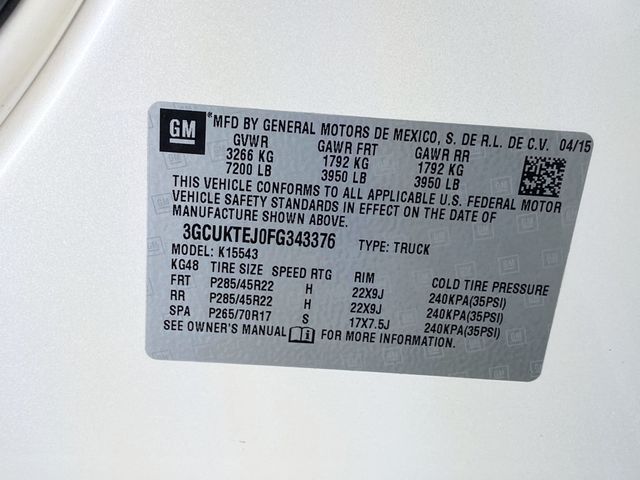 GM *MFD BY GENERAL MOTORS DE MEXICO, S. DE R.L. DE C.V. 04/15
GVWR GAWR FRT GAWR RR
3266 KG 1792 KG 1792 KG
7200 LB 3950 LB 3950 LB
THIS VEHICLE CONFORMS TO ALL APPLICABLE U.S. FEDERAL MOTOR
VEHICLE SAFETY STANDARDS IN EFFECT ON THE DATE OF
MANUFACTURE SHOWN ABOVE.
3GCUKTEJ0FG343376 TYPE: TRUCK
MODEL: K15543
KG48 TIRE SIZE SPEED RTG RIM COLD TIRE PRESSURE
FRT P285/45R22 H 22X9J 240KPA(35PSI)
RR P285/45R22 H 22X9J 240KPA(35PSI)
SPA P265/70R17 S 17X7.5J 240KPA(35PSI)
SEE OWNER'S MANUAL FOR MORE INFORMATION.